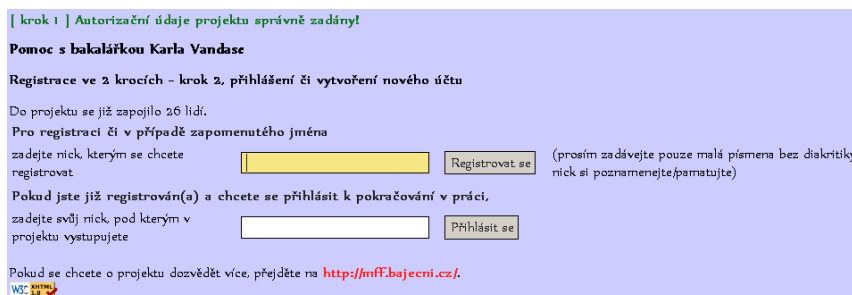 [ krok 1 ] Autorizační údaje projektu správně zadány!
Pomoc s bakalářkou Karla Vandase
Registrace ve 2 krocích - krok 2, přihlášení či vytvoření nového účtu
Do projektu se již zapojilo 26 lidí.
Pro registraci či v případě zapomenutého jména
zadejte nick, kterým se chcete
registrovat
Registrovat se
(prosím zadávejte pouze malá písmena bez diakritiky
nick si poznamenejte/pamatujte)
Pokud jste již registrován(a) a chcete se přihlásit k pokračování v práci,
zadejte svůj nick, pod kterým v
projektu vystupujete
Přihlásit se
Pokud se chcete o projektu dozvědět více, přejděte na http://mff.bajecni.cz/.
W3C XHTML 1.0